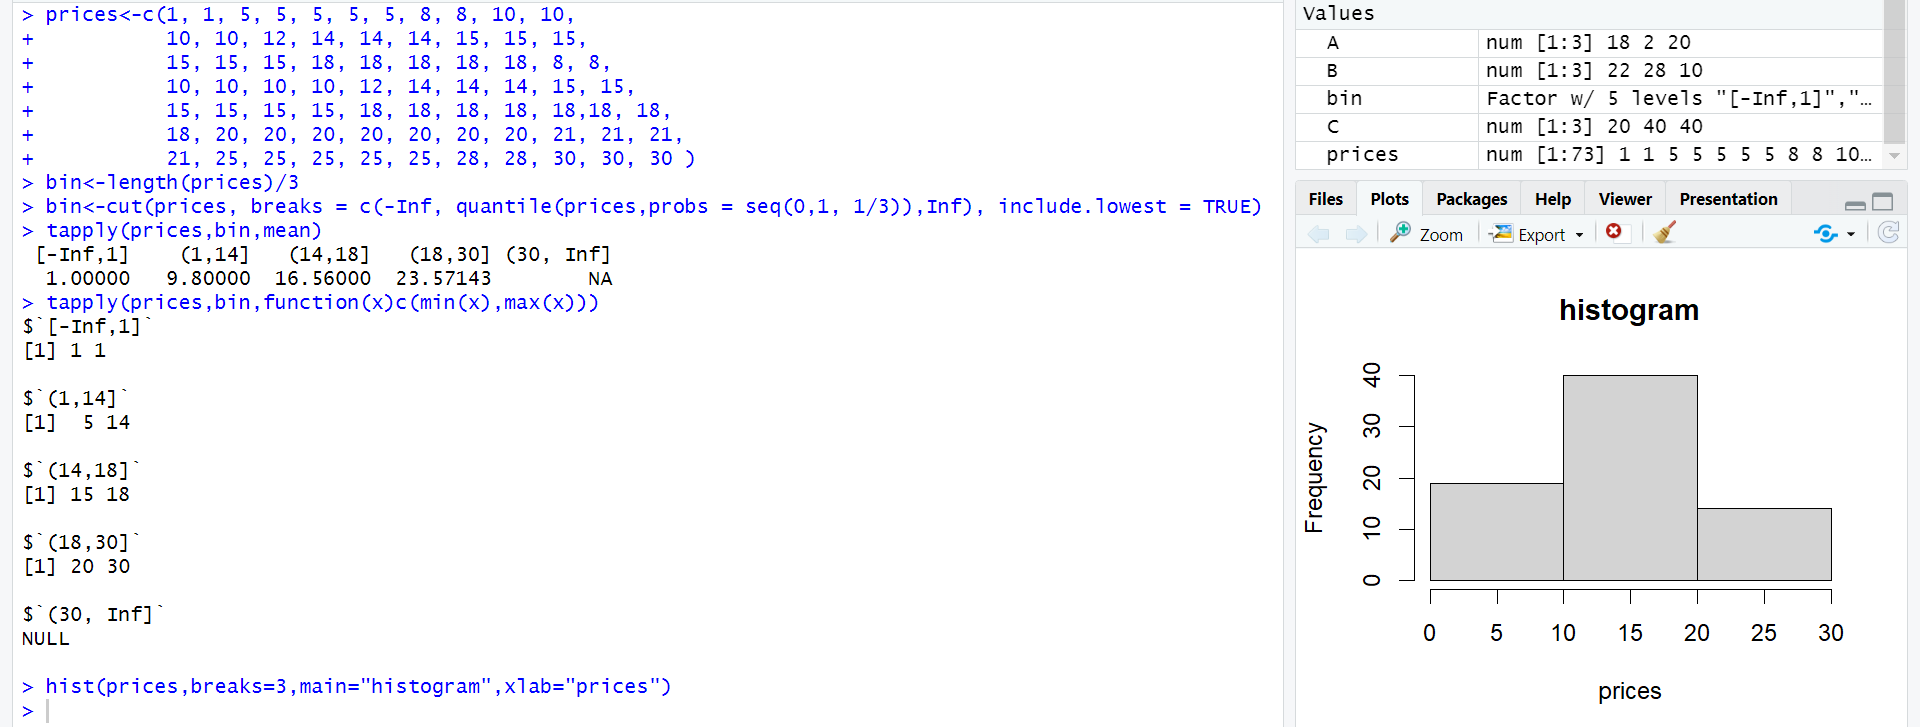 > prices<-c(1, 1, 5, 5, 5, 5, 5, 8, 8, 10, 10,
+           10, 10, 12, 14, 14, 14, 15, 15, 15,
+           15, 15, 15, 18, 18, 18, 18, 18, 8, 8,
+           10, 10, 10, 10, 12, 14, 14, 14, 15, 15,
+           15, 15, 15, 15, 18, 18, 18, 18, 18,18, 18,
+           18, 20, 20, 20, 20, 20, 20, 20, 21, 21, 21,
+           21, 25, 25, 25, 25, 25, 28, 28, 30, 30, 30 )
> bin<-length(prices)/3
> bin<-cut(prices, breaks = c(-Inf, quantile(prices,probs = seq(0,1, 1/3)),Inf), include.lowest = TRUE)
> tapply(prices,bin,mean)
 [-Inf,1]    (1,14]   (14,18]   (18,30] (30, Inf]
  1.00000   9.80000  16.56000  23.57143        NA
> tapply(prices,bin,function(x)c(min(x),max(x)))
$`[-Inf,1]`
[1] 1 1
$`(1,14]`
[1]  5 14
$`(14,18]`
[1] 15 18
$`(18,30]`
[1] 20 30
$`(30, Inf]`
NULL
> hist(prices,breaks=3,main="histogram",xlab="prices")
>
Values
A num [1:3] 18 2 20
B num [1:3] 22 28 10
bin Factor w/ 5 levels "[-Inf,1]","…
C num [1:3] 20 40 40
prices num [1:73] 1 1 5 5 5 5 5 8 8 10…
Files Plots Packages Help Viewer Presentation
Zoom Export
histogram
Frequency
40
30
20
10
0
0 5 10 15 20 25 30
prices